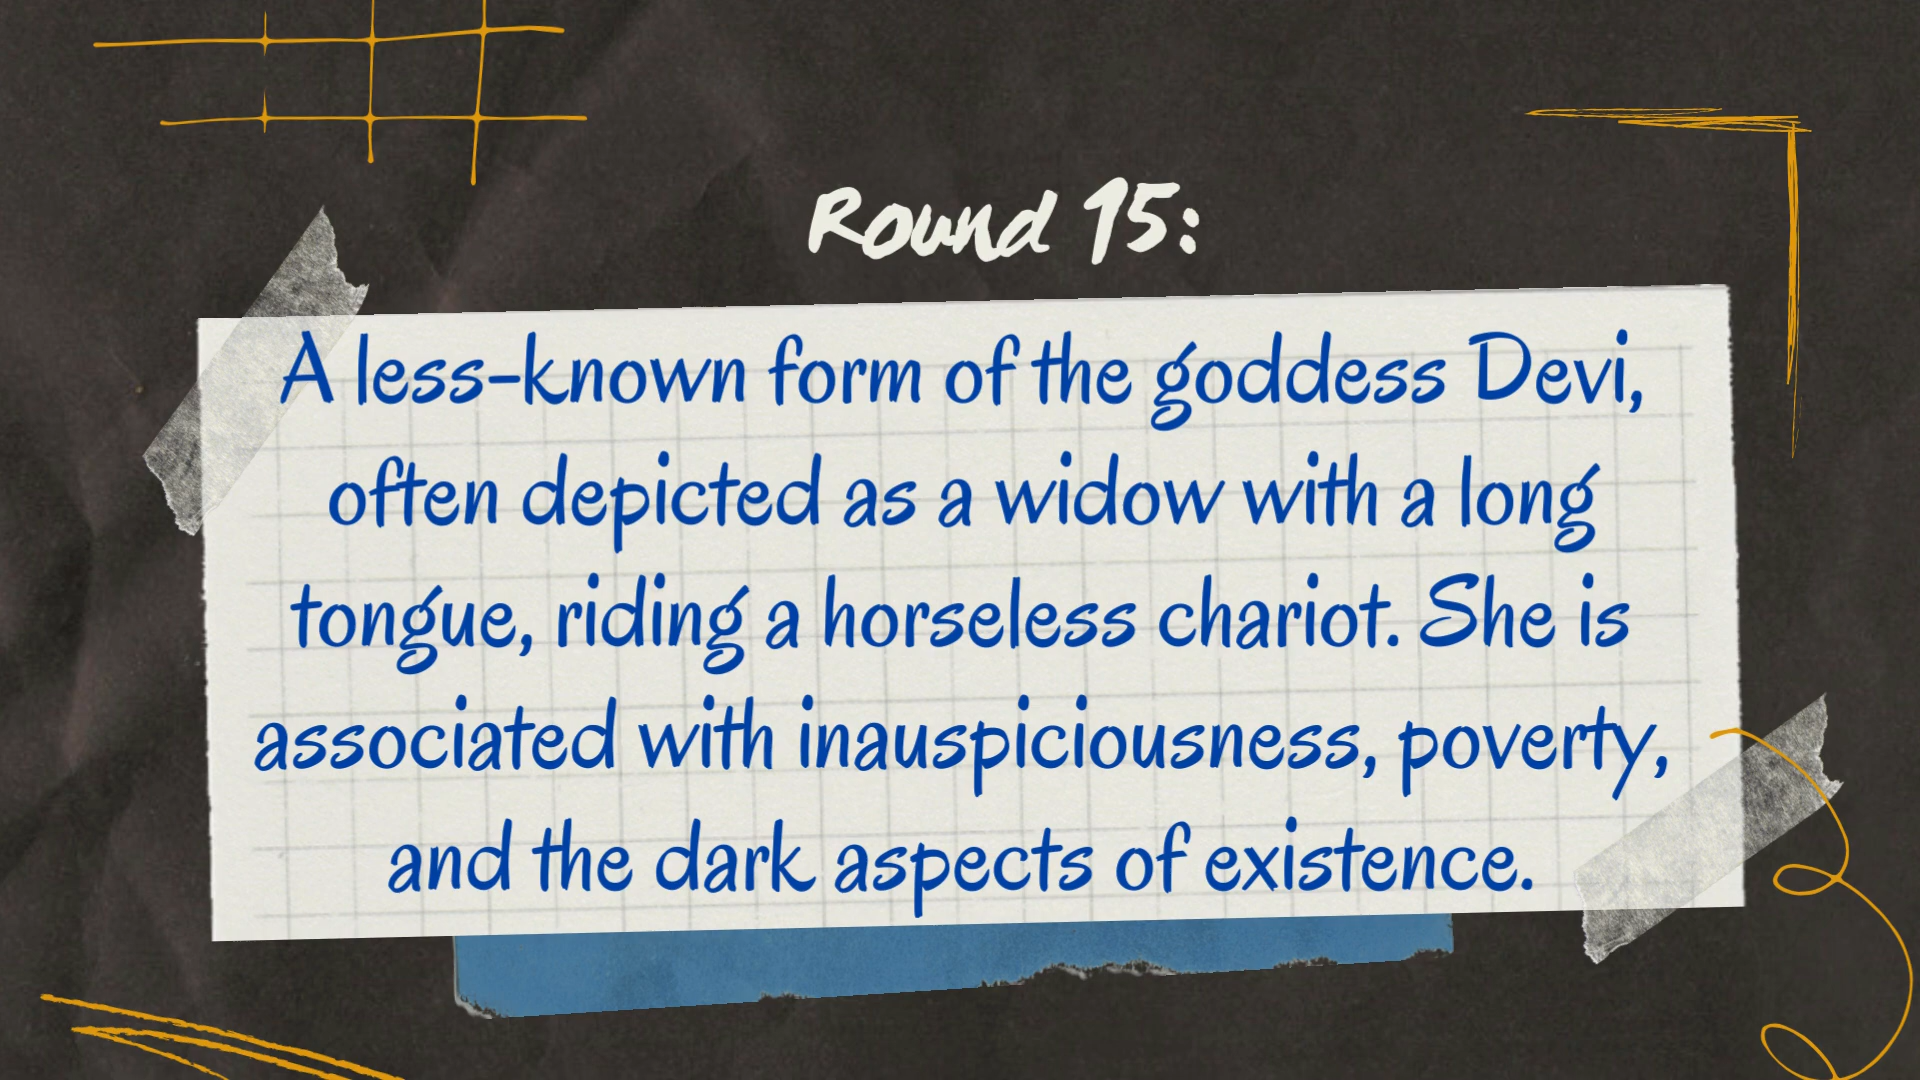 Round 15:
A less-known form of the goddess Devi,
often depicted as a widow with a long
tongue, riding a horseless chariot. She is
associated with inauspiciousness, poverty,
and the dark aspects of existence.